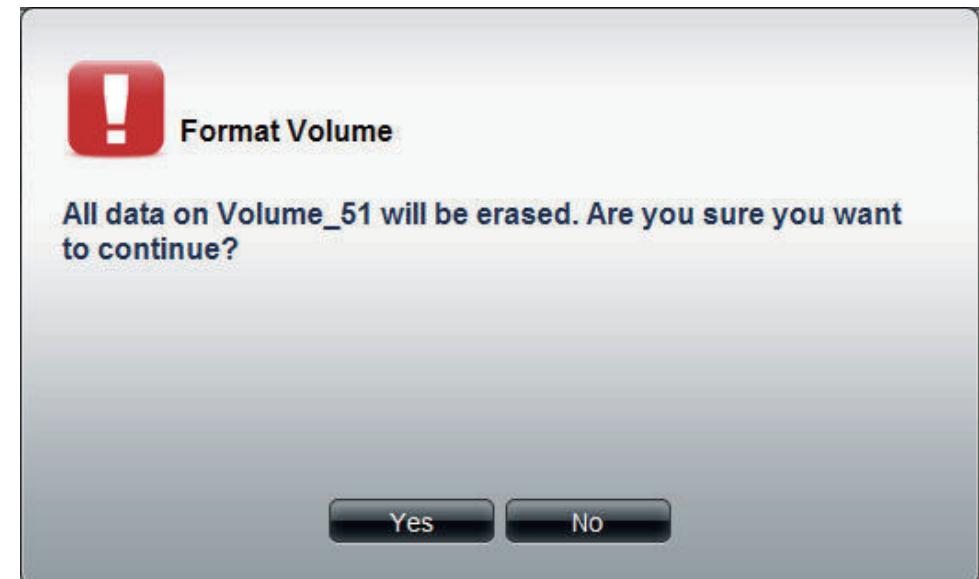 Format Volume
All data on Volume_51 will be erased. Are you sure you want
to continue?
Yes
No